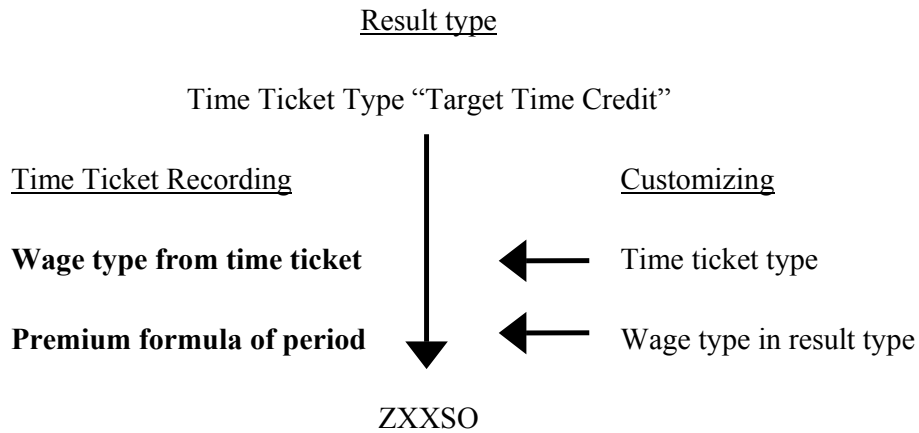 Result type
Time Ticket Type “Target Time Credit”
Time Ticket Recording Customizing
Wage type from time ticket Time ticket type
Premium formula of period Wage type in result type
ZXXSO